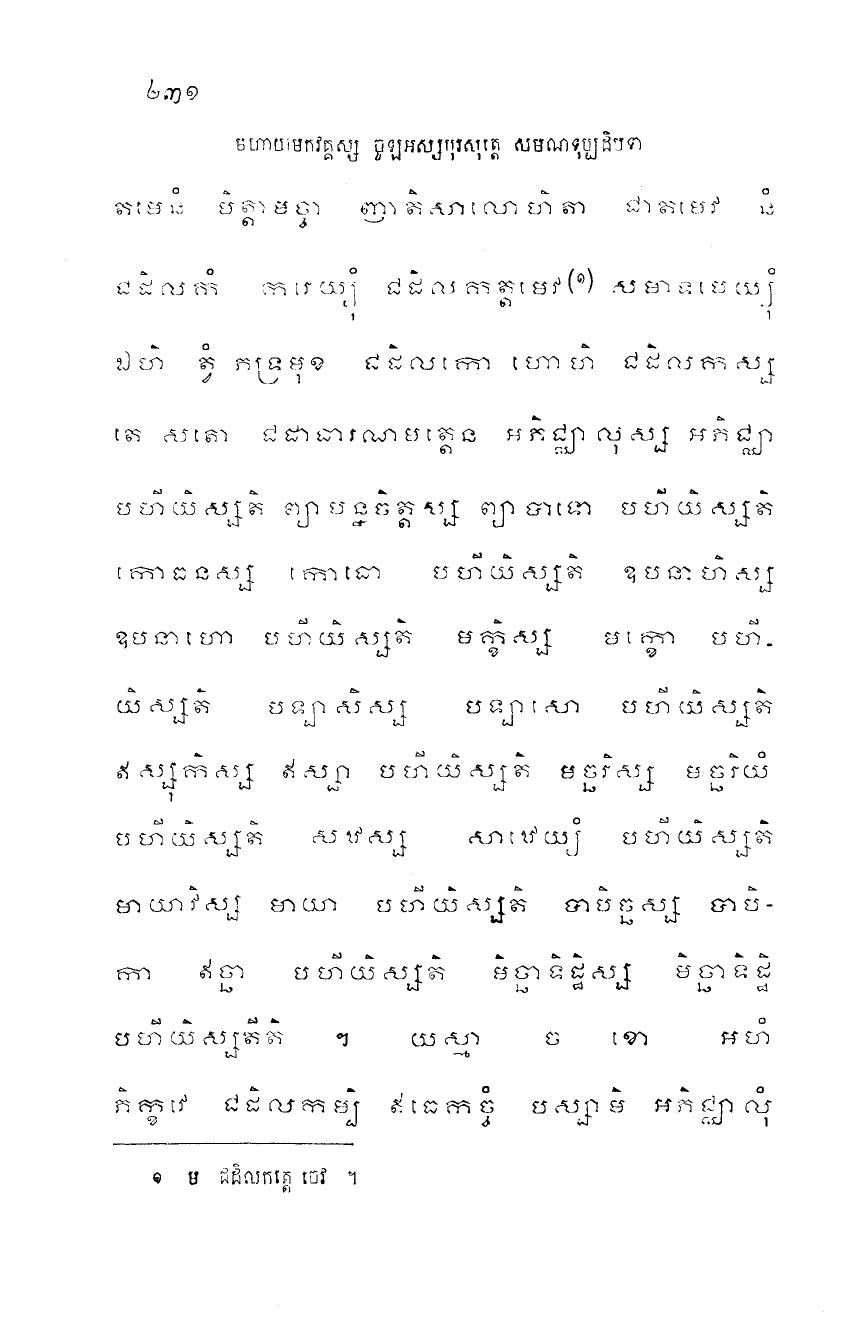 ២៣១
មហាយមកវគ្គស្ស ចូឡអស្សបុរសុត្តេ សមណទុប្បដិបទា
តមេនំ មិត្តាមច្ចា ញាតិសាលោហិតា ជាតមេវ នំ
ជដិលកំ ករេយ្យុំ ជដិលកត្តមេវ(១) សមាទបេយ្យុំ
ឯហិ ត្វំ ភទ្រមុខ ជដិលកោ ហោហិ ជដិលកស្ស
តេ សតោ ជដាធារណមត្តេន អភិជ្ឈាលុស្ស អភិជ្ឈា
បហីយិស្សតិ ព្យាបន្នចិត្តស្ស ព្យាបាទោ បហីយិស្សតិ
កោធនស្ស កោធោ បហីយិស្សតិ ឧបនាហិស្ស
ឧបនាហោ បហីយិស្សតិ មក្ខិស្ស មក្ខោ បហី-
យិស្សតិ បឡាសិស្ស បឡាសោ បហីយិស្សតិ
ឥស្សុកិស្ស ឥស្សា បហីយិស្សតិ មច្ឆរិស្ស មច្ឆរិយំ
បហីយិស្សតិ សឋស្ស សាឋេយ្យំ បហីយិស្សតិ
មាយាវិស្ស មាយា បហីយិស្សតិ បាបិច្ឆស្ស បាបិ-
កា ឥច្ឆា បហីយិស្សតិ មិច្ឆាទិដ្ឋិស្ស មិច្ឆាទិដ្ឋិ
បហីយិស្សតីតិ ។ យស្មា ច ខោ អហំ
ភិក្ខវេ ជដិលកម្បិ ឥធេកច្ចំ បស្សាមិ អភិជ្ឈាលុំ
១ ម ជដិលកត្តេ ចេវ ។